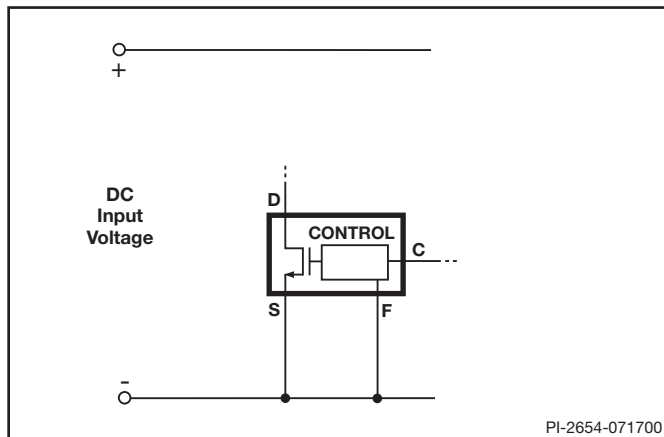 +
DC
Input
Voltage
D
CONTROL
C
S
F
-
PI-2654-071700